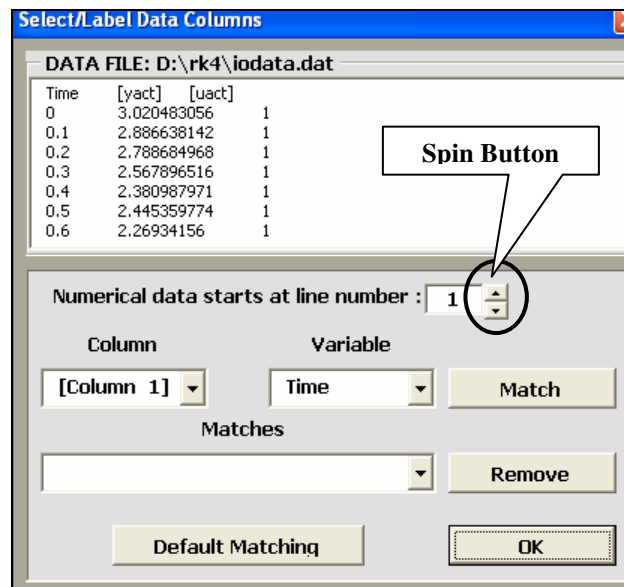 Select/Label Data Columns
DATA FILE: D:\rk4\iodata.dat
Time [yact] [uact]
0 3.020483056 1
0.1 2.886638142 1
0.2 2.788684968 1
0.3 2.567896516 1
0.4 2.380987971 1
0.5 2.445359774 1
0.6 2.26934156 1
Spin Button
Numerical data starts at line number : 1
Column Variable
[Column 1] Time Match
Matches
Remove
Default Matching OK